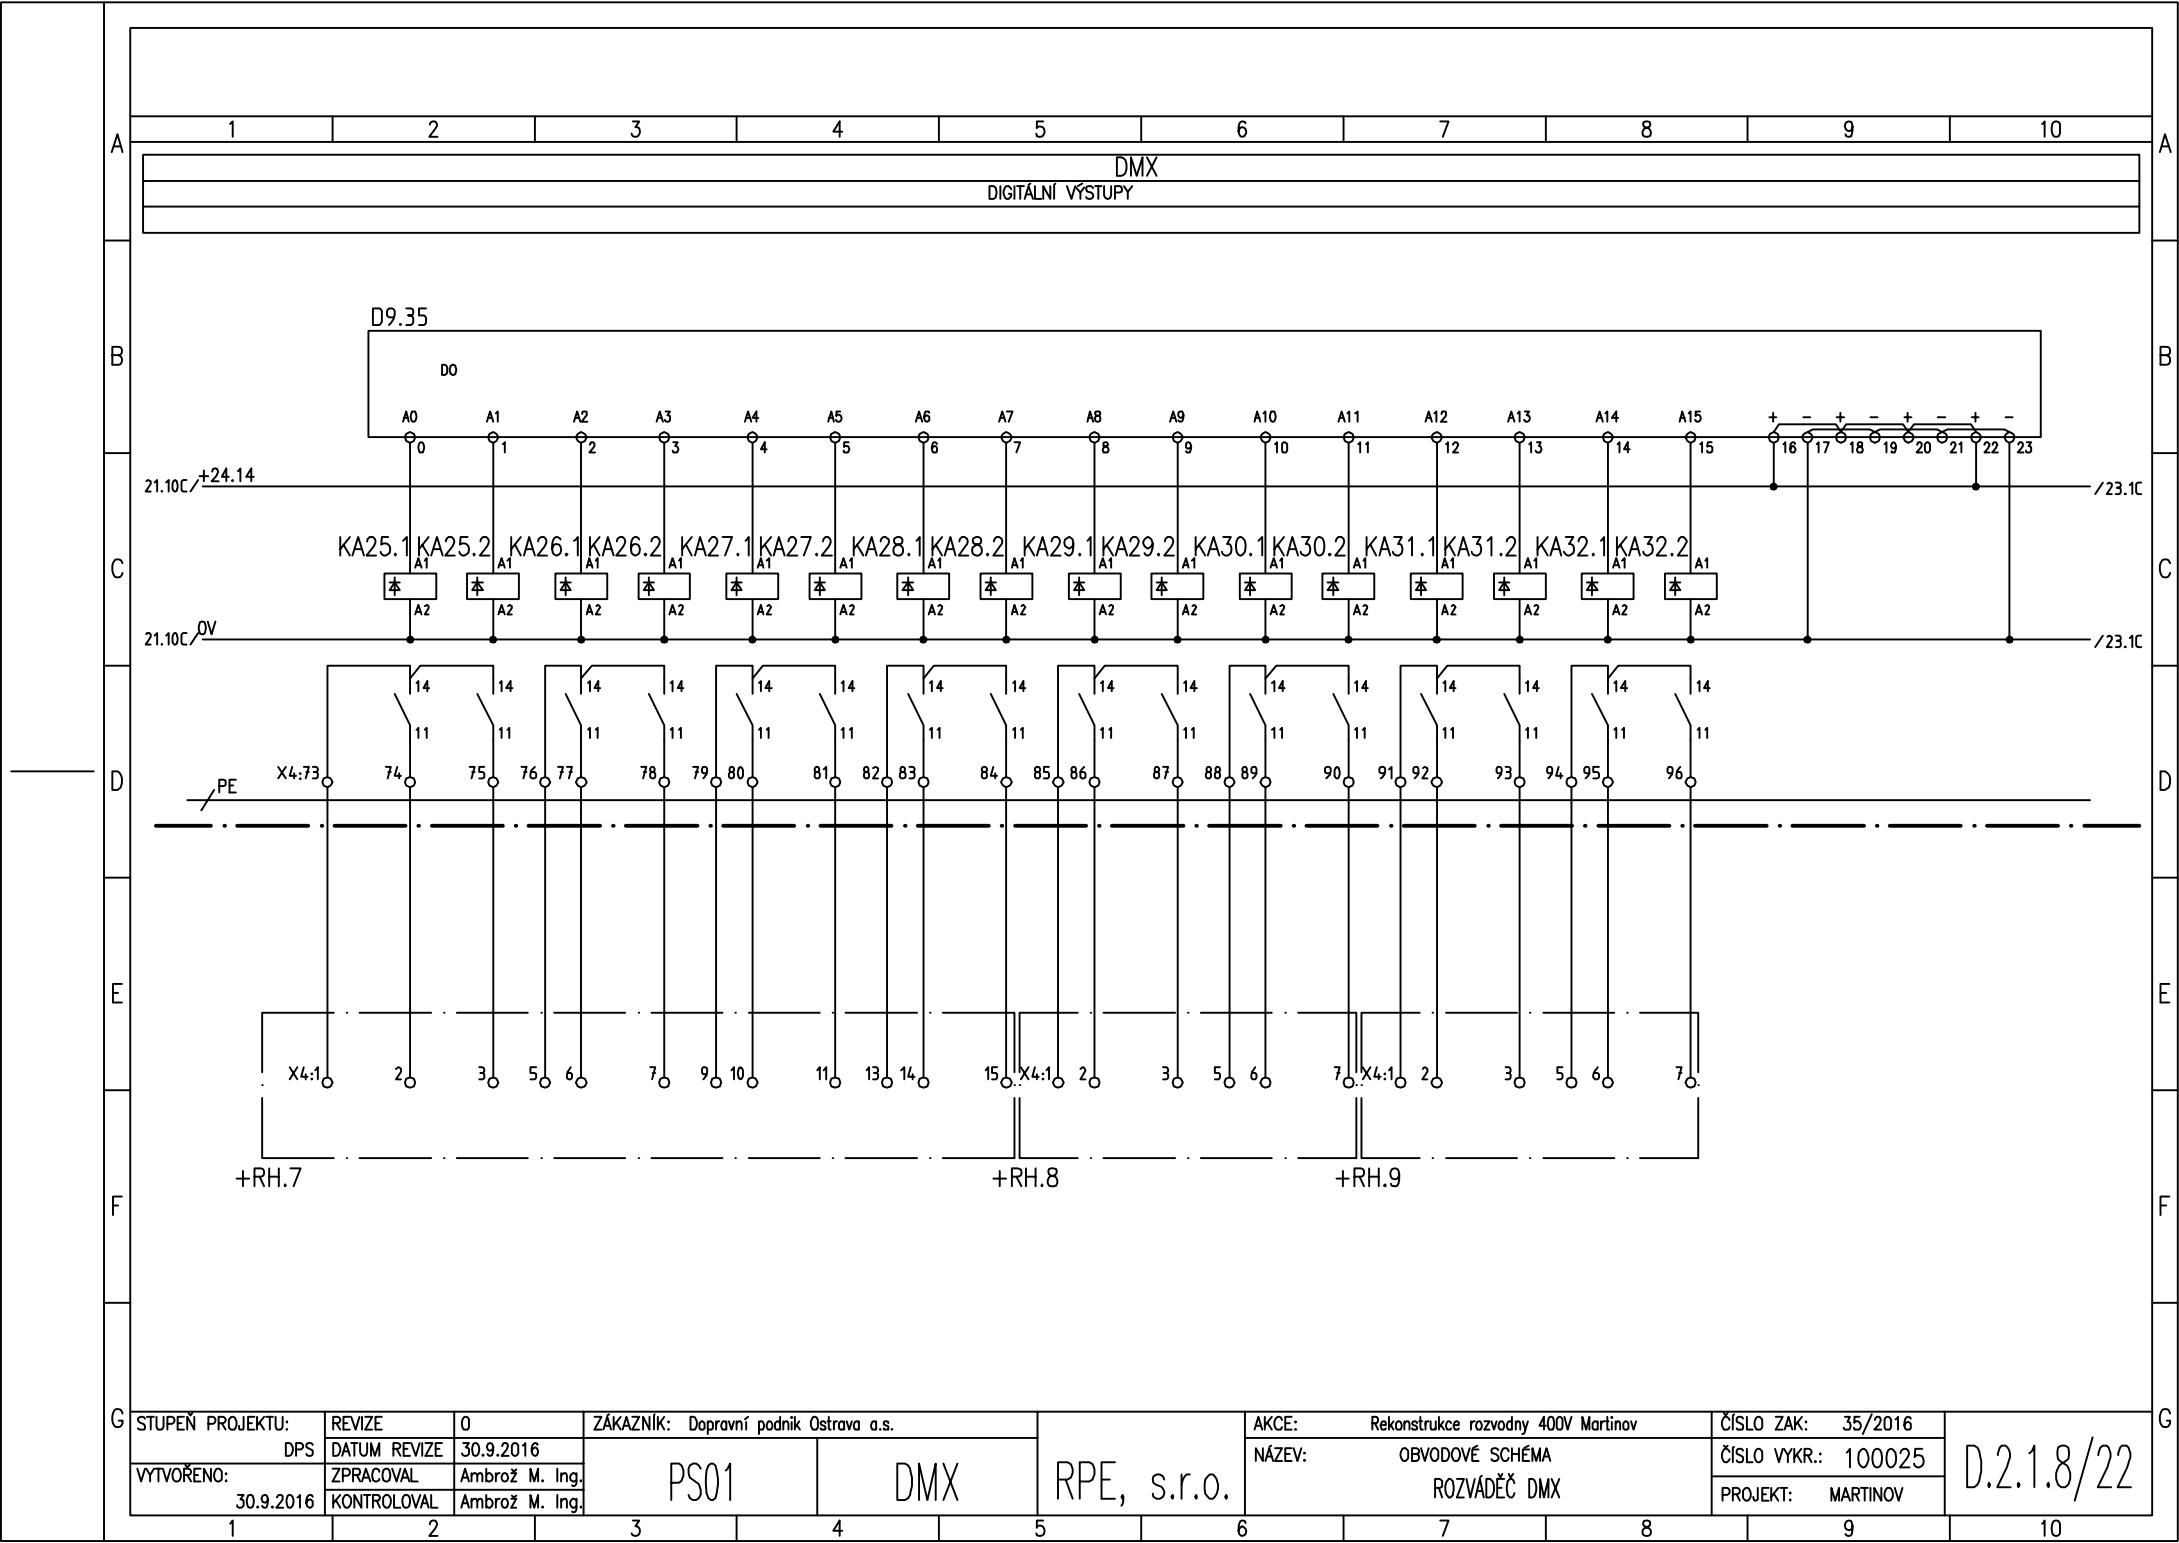 1 2 3 4 5 6 7 8 9 10
A A
DMX
DIGITÁLNÍ VÝSTUPY
D9.35
B B
DO
A0 A1 A2 A3 A4 A5 A6 A7 A8 A9 A10 A11 A12 A13 A14 A15 + - + - + - + -
0 1 2 3 4 5 6 7 8 9 10 11 12 13 14 15 16 17 18 19 20 21 22 23
21.10C/ +24.14 /23.1C
KA25.1 KA25.2 KA26.1 KA26.2 KA27.1 KA27.2 KA28.1 KA28.2 KA29.1 KA29.2 KA30.1 KA30.2 KA31.1 KA31.2 KA32.1 KA32.2
A1 A1 A1 A1 A1 A1 A1 A1 A1 A1 A1 A1 A1 A1 A1 A1
C C
A2 A2 A2 A2 A2 A2 A2 A2 A2 A2 A2 A2 A2 A2 A2 A2
21.10C/ 0V /23.1C
14 14 14 14 14 14 14 14 14 14 14 14 14 14 14 14
11 11 11 11 11 11 11 11 11 11 11 11 11 11 11 11
X4:73 74 75 76 77 78 79 80 81 82 83 84 85 86 87 88 89 90 91 92 93 94 95 96
D D
PE
E E
X4:1 2 3 5 6 7 9 10 11 13 14 15 X4:1 2 3 5 6 7 X4:1 2 3 5 6 7
+RH.7 +RH.8 +RH.9
F F
G G
STUPEŇ PROJEKTU:
DPS
VYTVOŘENO:
30.9.2016
REVIZE 0
DATUM REVIZE 30.9.2016
ZPRACOVAL Ambrož M. Ing.
KONTROLOVAL Ambrož M. Ing.
ZÁKAZNÍK: Dopravní podnik Ostrava a.s.
PS01 DMX
RPE, s.r.o.
AKCE: Rekonstrukce rozvodny 400V Martinov
NÁZEV: OBVODOVÉ SCHÉMA
ROZVÁDĚČ DMX
ČÍSLO ZAK: 35/2016
ČÍSLO VYKR.: 100025
PROJEKT: MARTINOV
D.2.1.8/22
1 2 3 4 5 6 7 8 9 10